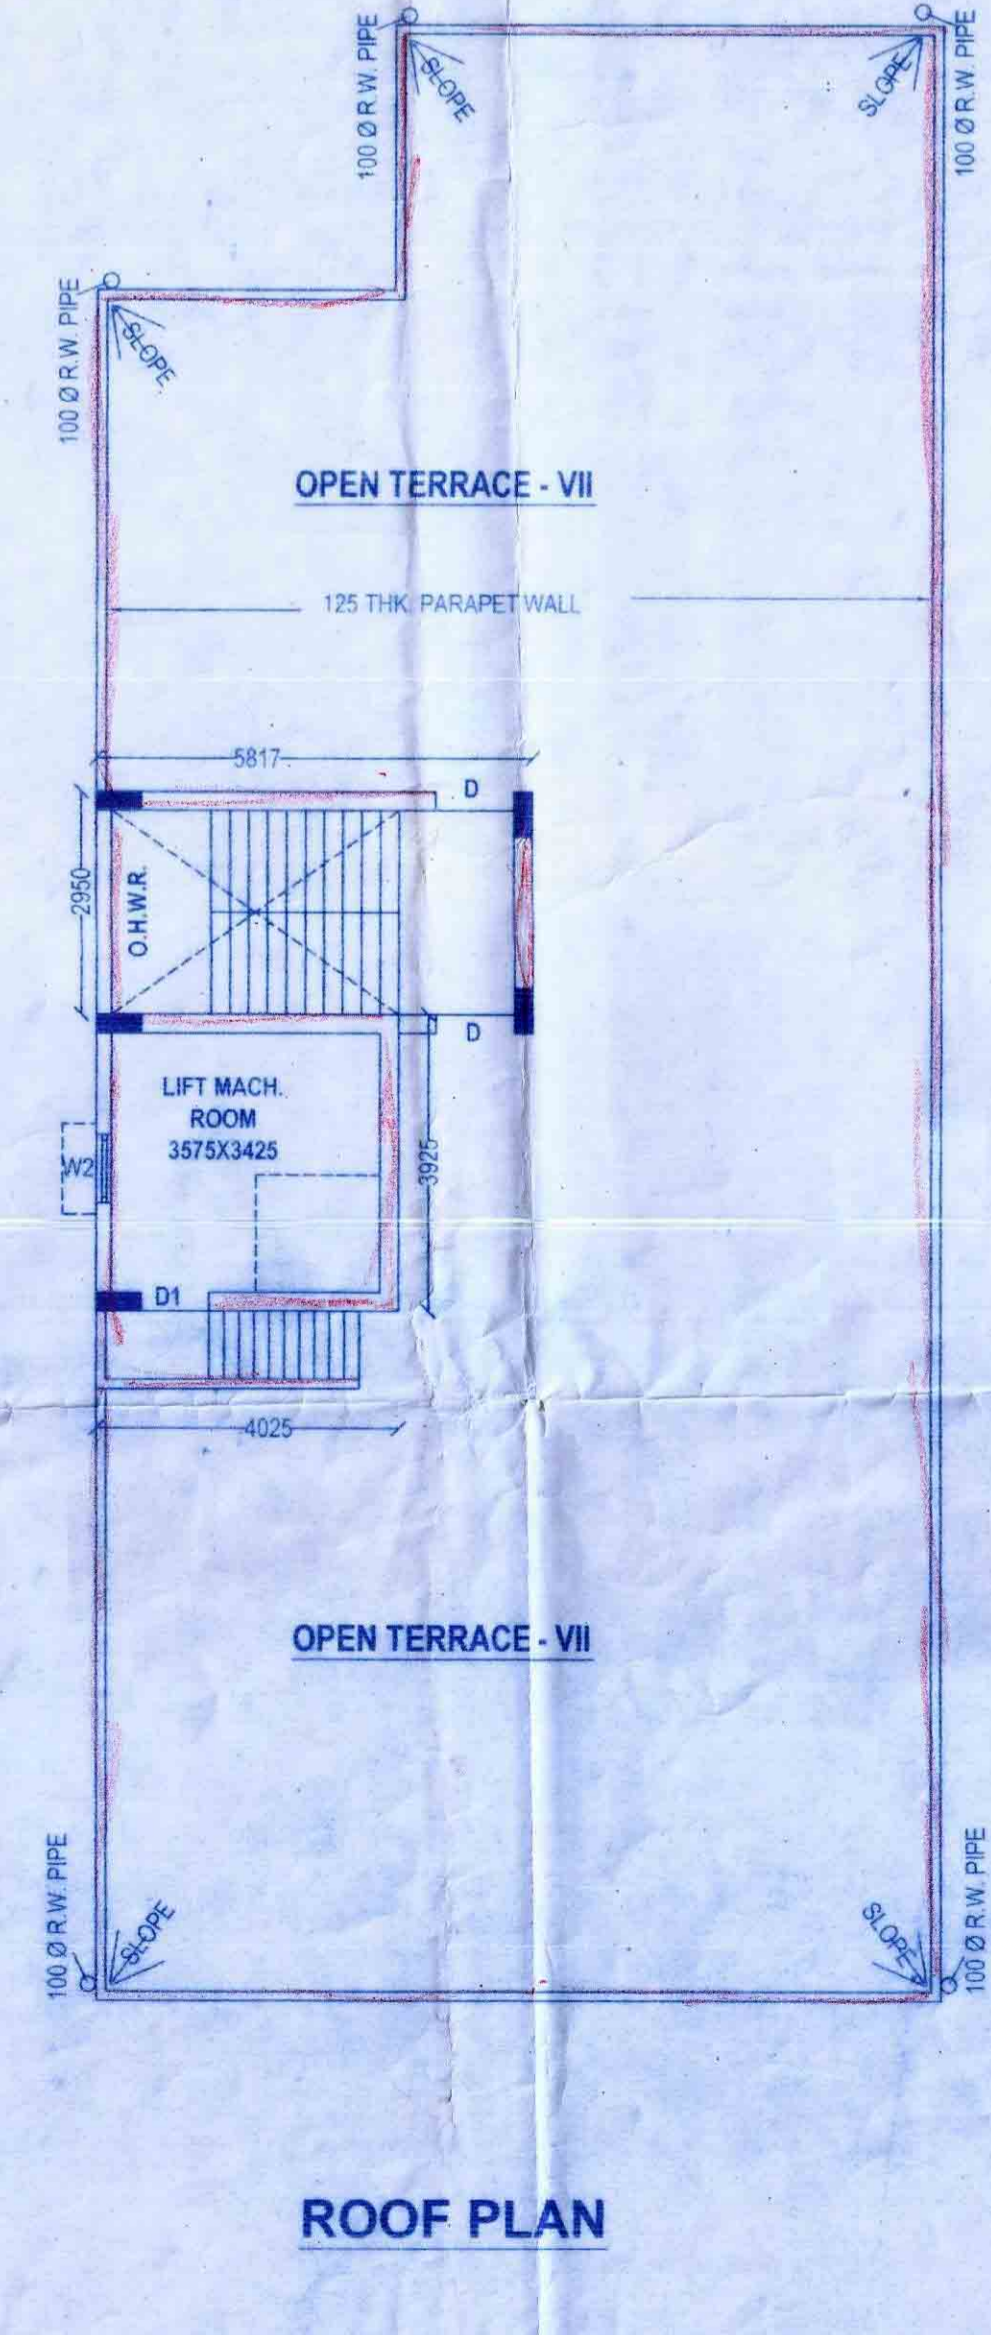 100 Ø R.W. PIPE
100 Ø R.W. PIPE
SLOPE
SLOPE
100 Ø R.W. PIPE
SLOPE
OPEN TERRACE - VII
125 THK. PARAPET WALL
5817
D
2950
O.H.W.R.
D
LIFT MACH.
ROOM
3575X3425
W2
3925
D1
4025
OPEN TERRACE - VII
100 Ø R.W. PIPE
SLOPE
SLOPE
100 Ø R.W. PIPE
ROOF PLAN